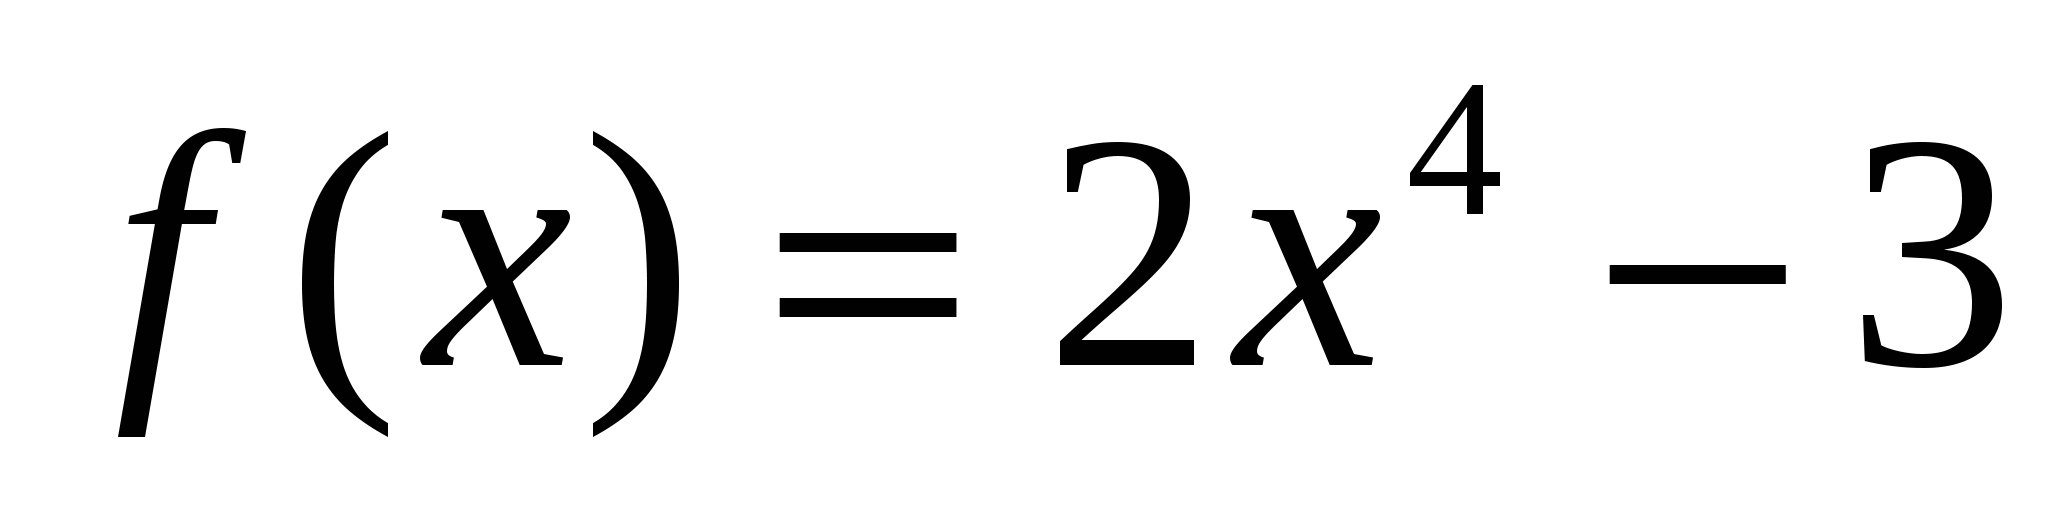 f(x) = 2x⁴ − 3